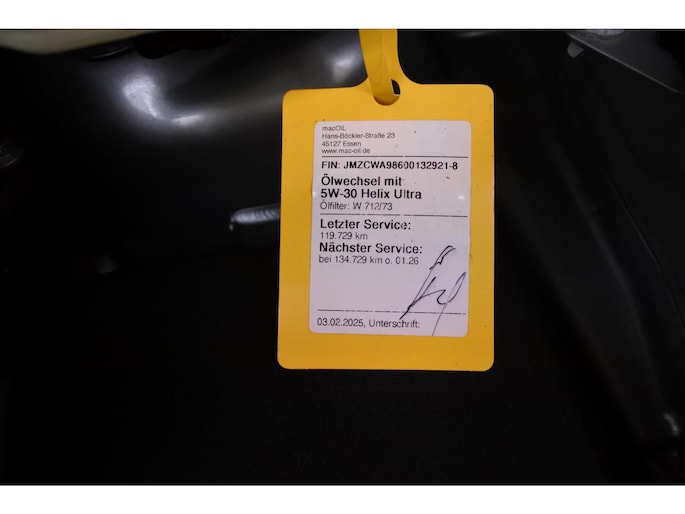 macOIL
Hans-Böckler-Straße 23
45127 Essen
www.mac-oil.de
FIN: JMZCWA98600132921-8
Ölwechsel mit
5W-30 Helix Ultra
Ölfilter: W 712/73
Letzter Service:
119.729 km
Nächster Service:
bei 134.729 km o. 01.26
03.02.2025, Unterschrift: